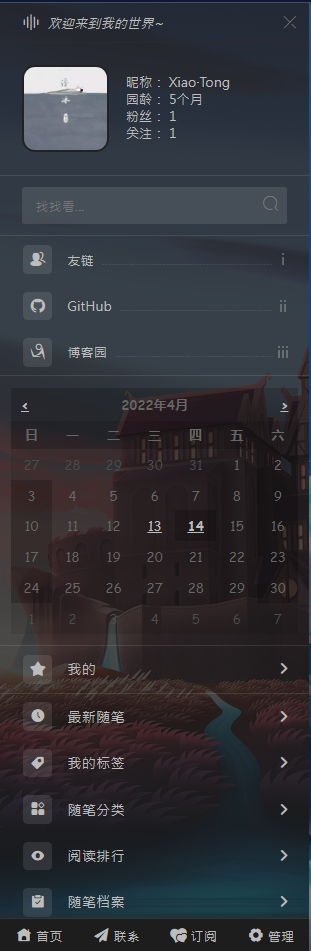 欢迎来到我的世界~
昵称： Xiao·Tong
园龄： 5个月
粉丝： 1
关注： 1
找找看...
友链 i
GitHub ii
博客园 iii
< 2022年4月 >
日 一 二 三 四 五 六
27 28 29 30 31 1 2
3 4 5 6 7 8 9
10 11 12 13 14 15 16
17 18 19 20 21 22 23
24 25 26 27 28 29 30
1 2 3 4 5 6 7
我的
最新随笔
我的标签
随笔分类
阅读排行
随笔档案
首页 联系 订阅 管理